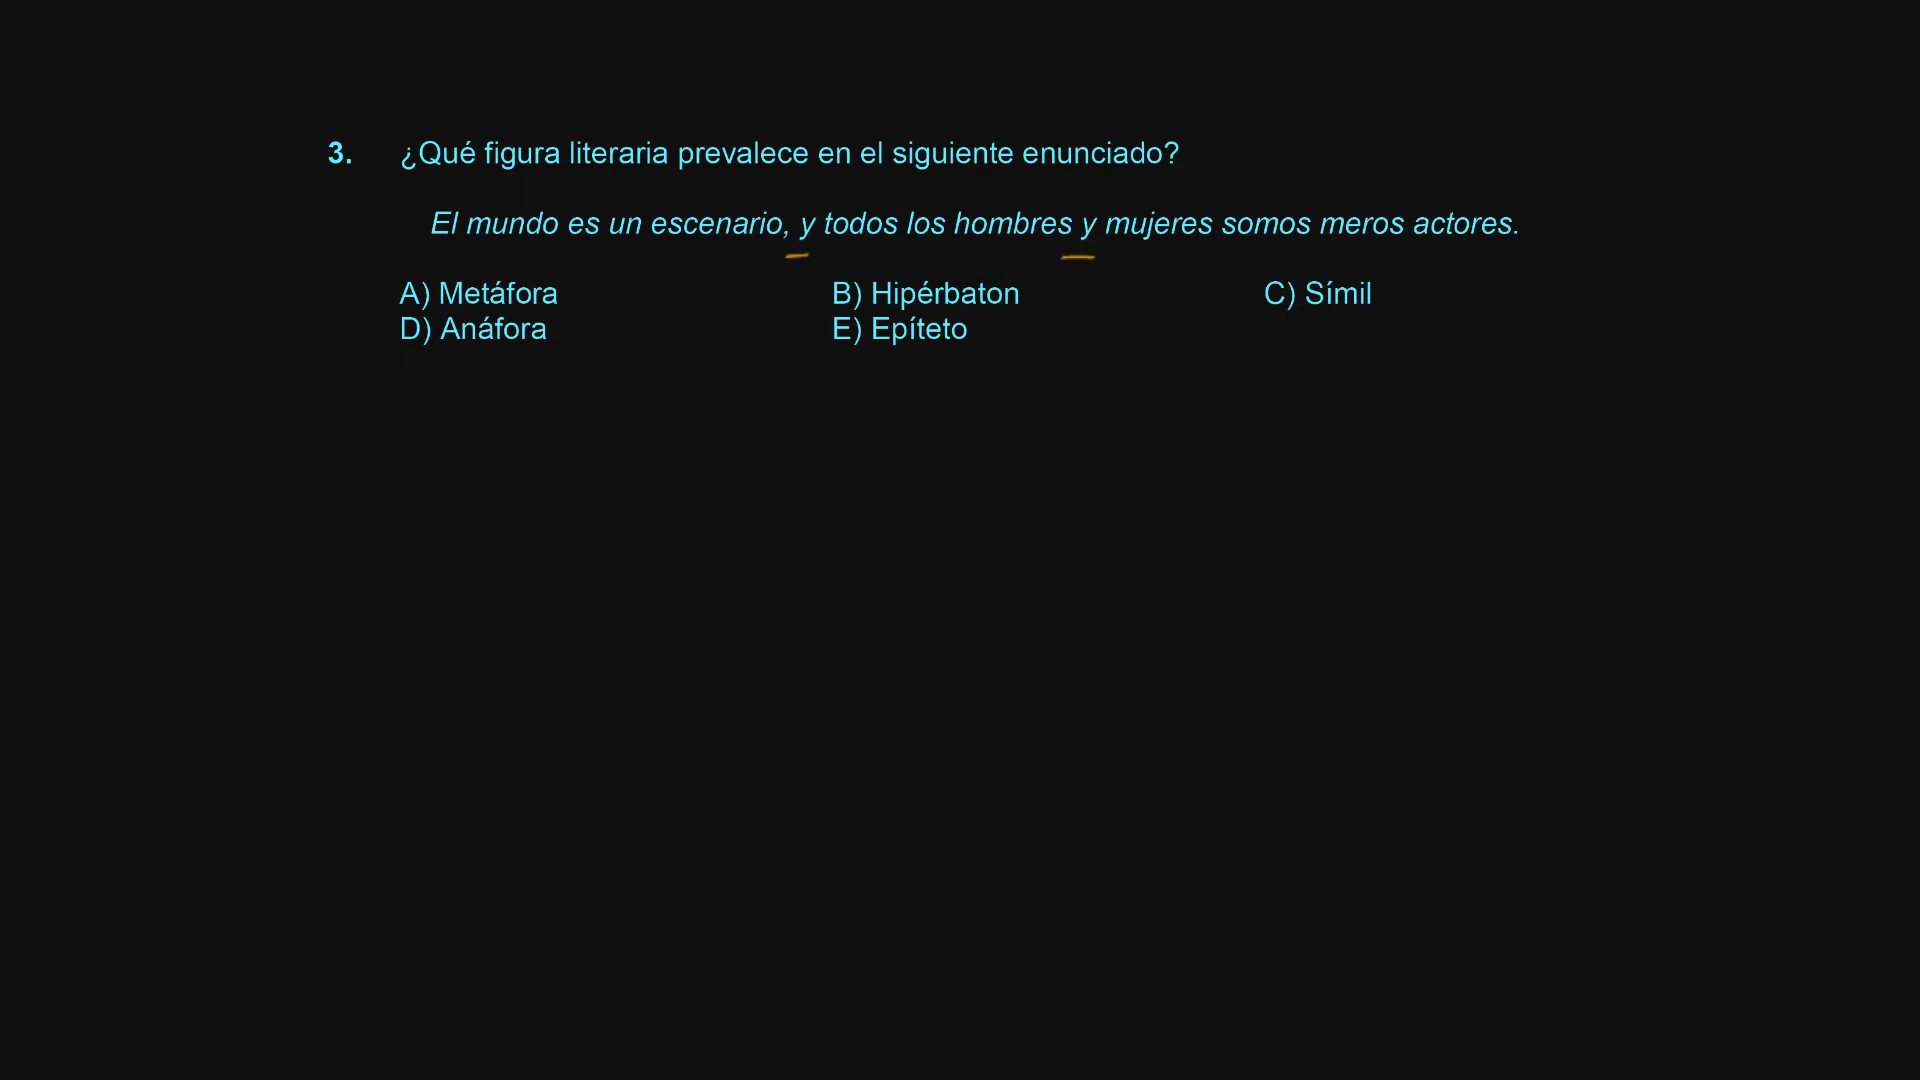 3. ¿Qué figura literaria prevalece en el siguiente enunciado?
El mundo es un escenario, y todos los hombres y mujeres somos meros actores.
A) Metáfora B) Hipérbaton C) Símil
D) Anáfora E) Epíteto